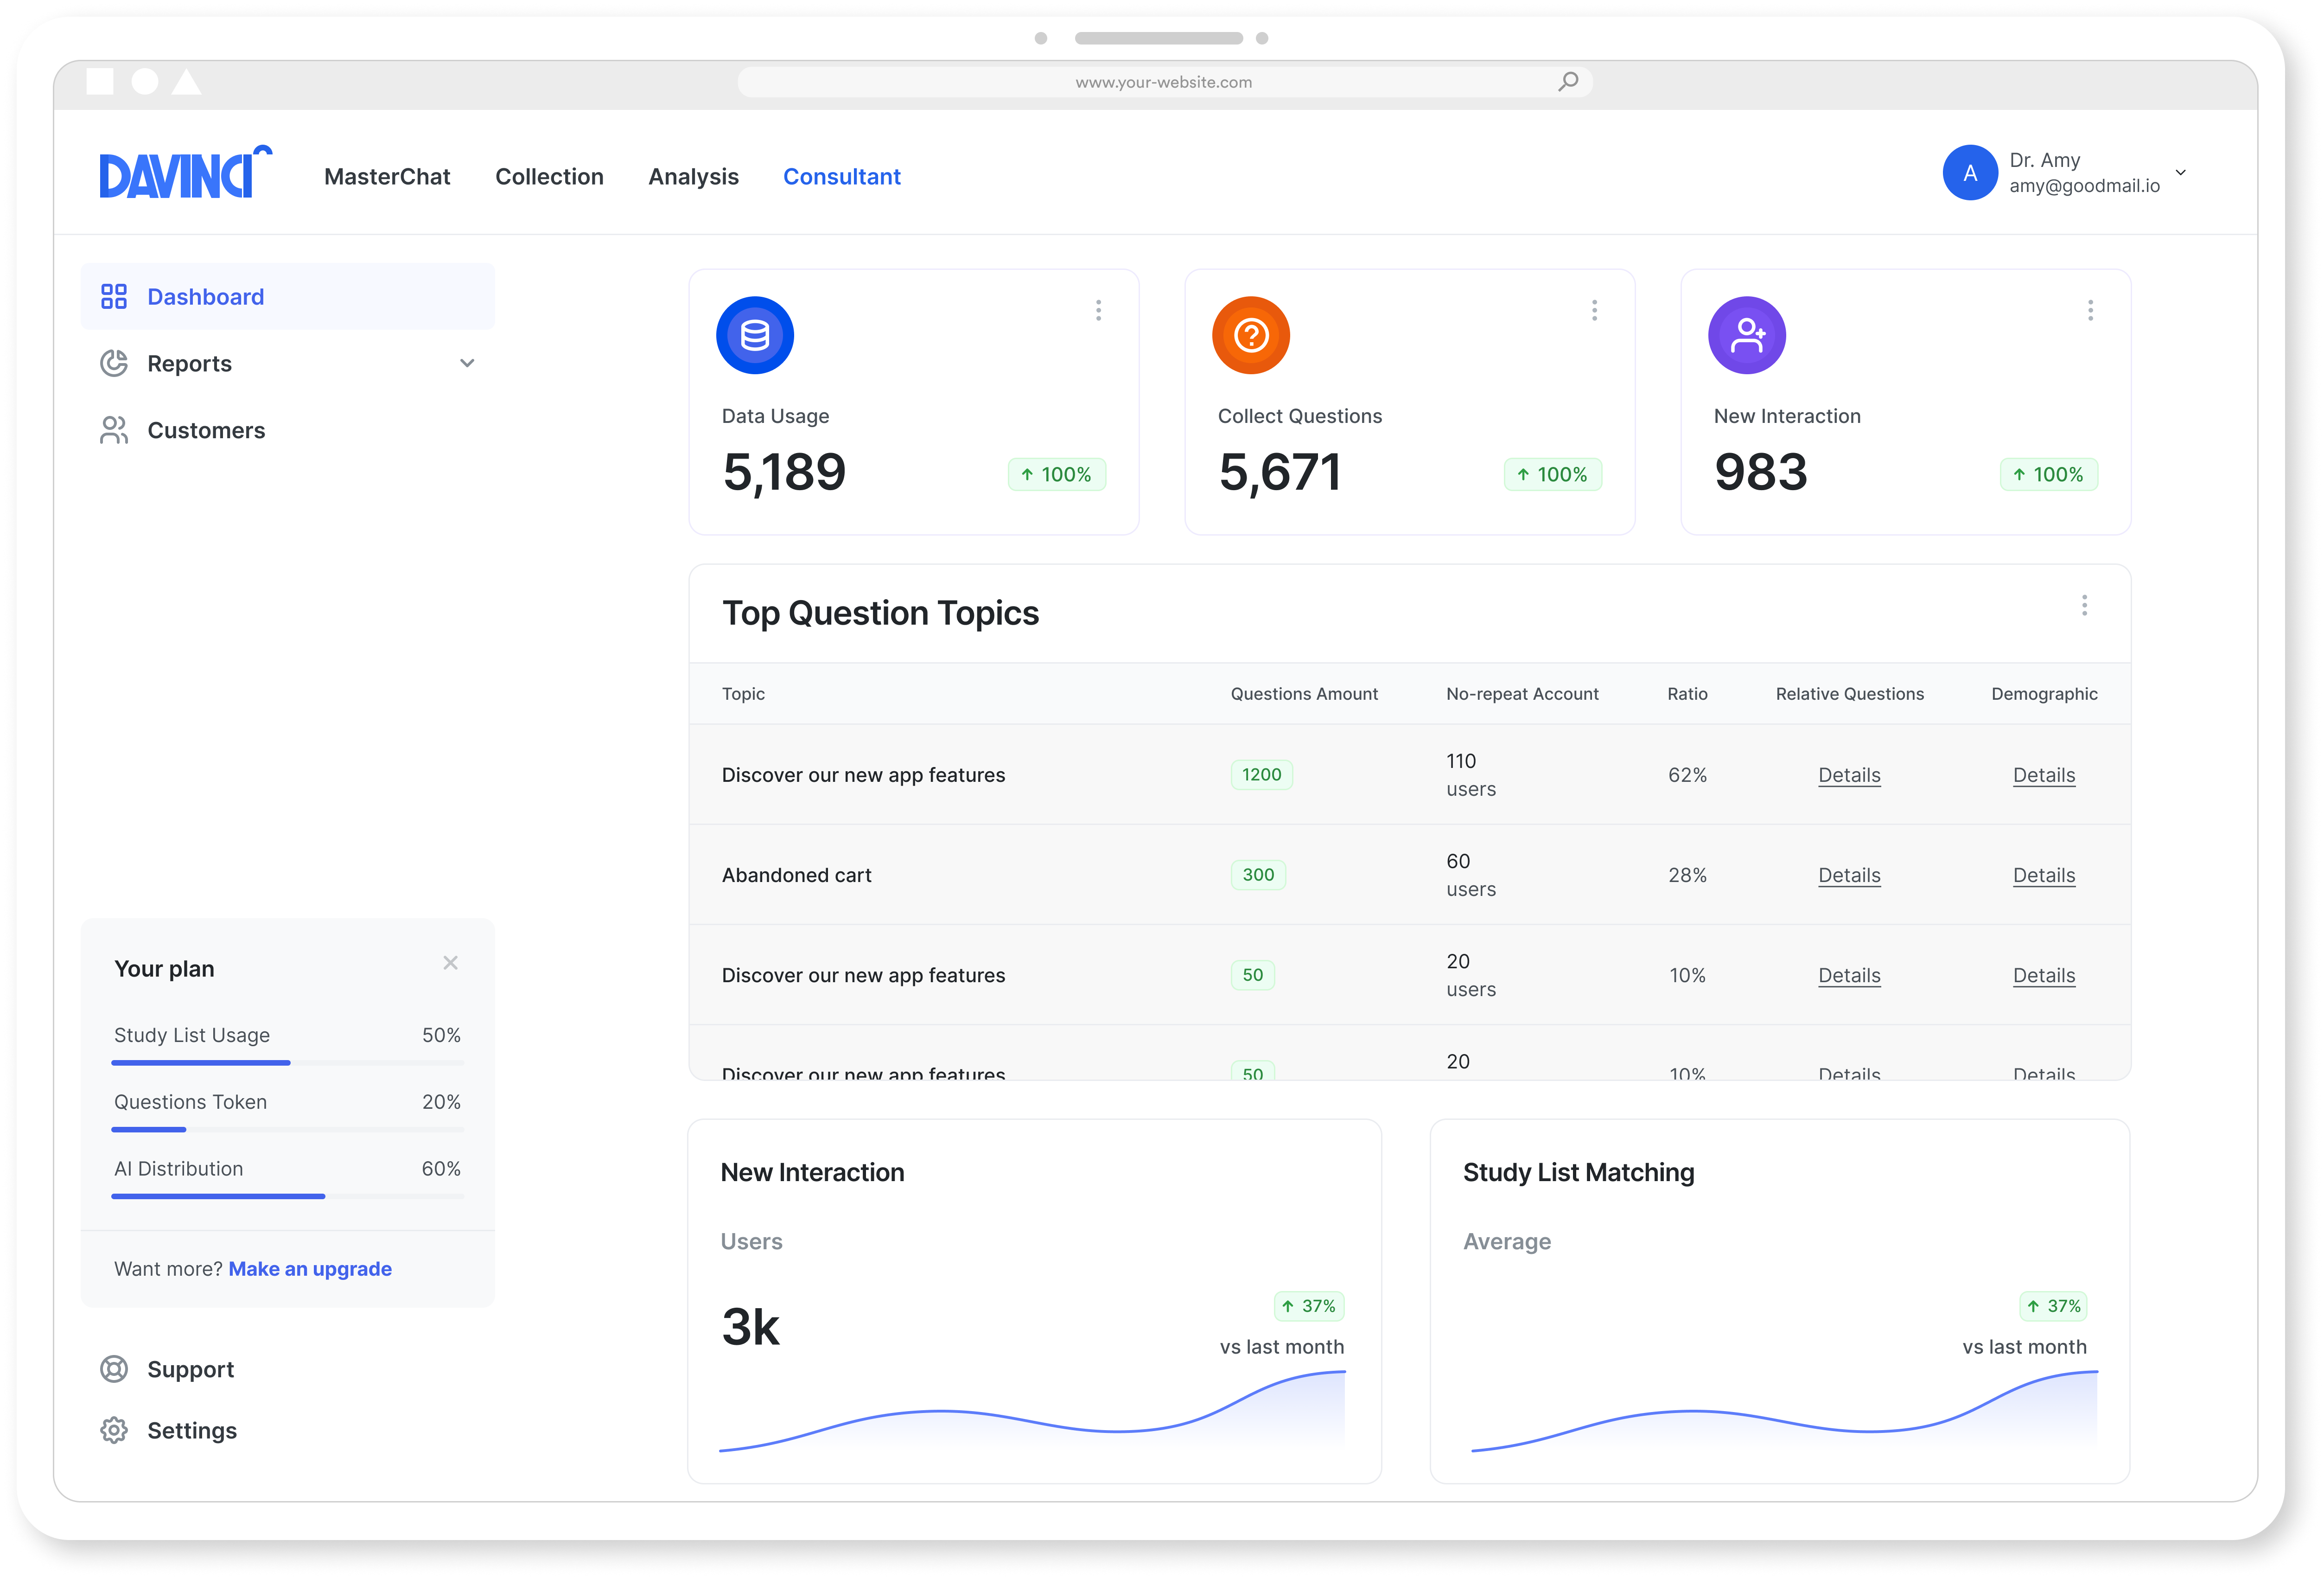 www.your-website.com
DAVINCI
MasterChat
Collection
Analysis
Consultant
A
Dr. Amy
amy@goodmail.io
Dashboard
Reports
Customers
Your plan
Study List Usage 50%
Questions Token 20%
AI Distribution 60%
Want more? Make an upgrade
Support
Settings
Data Usage
5,189
100%
Collect Questions
5,671
100%
New Interaction
983
100%
Top Question Topics
Topic Questions Amount No-repeat Account Ratio Relative Questions Demographic
Discover our new app features 1200 110 users 62% Details Details
Abandoned cart 300 60 users 28% Details Details
Discover our new app features 50 20 users 10% Details Details
Discover our new app features 50 20 10% Details Details
New Interaction
Users
3k
37%
vs last month
Study List Matching
Average
37%
vs last month